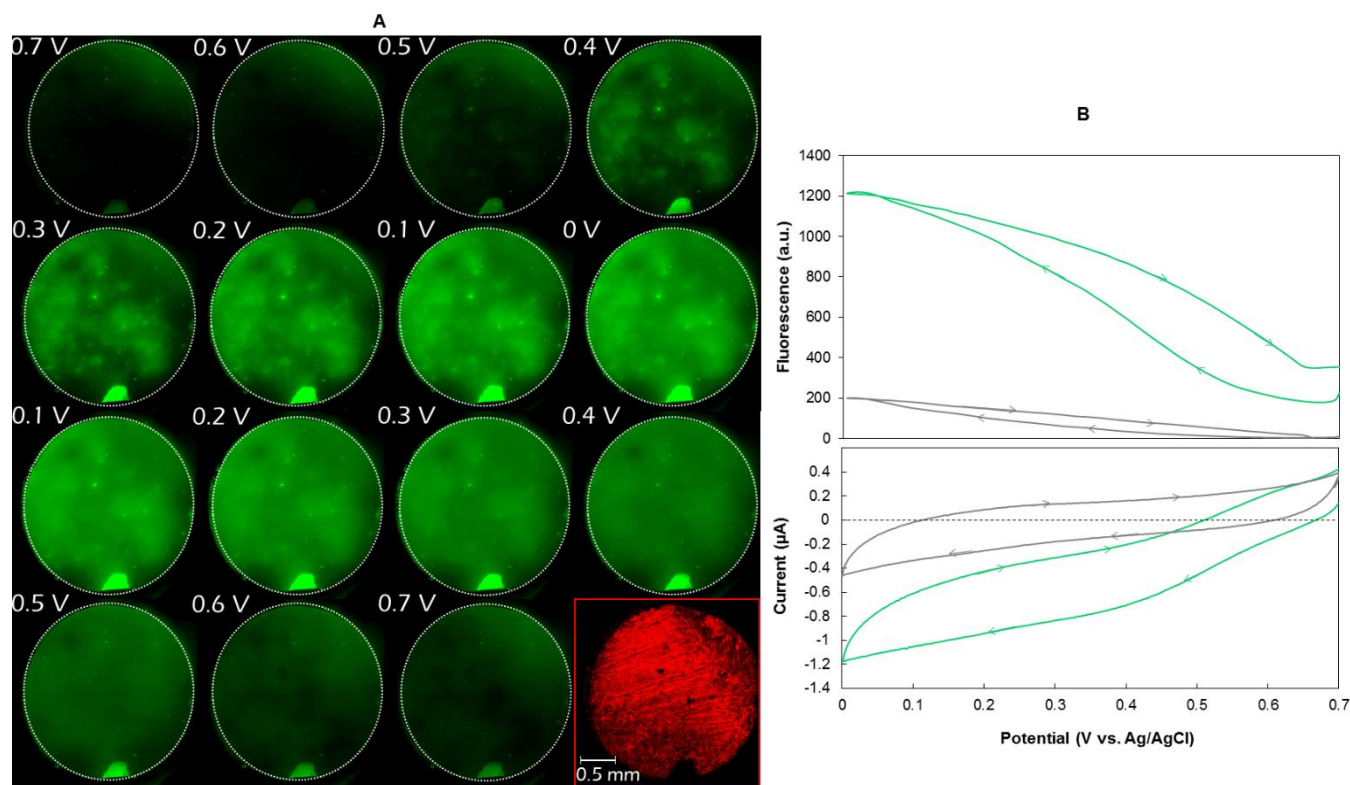 A
0.7 V
0.6 V
0.5 V
0.4 V
0.3 V
0.2 V
0.1 V
0 V
0.1 V
0.2 V
0.3 V
0.4 V
0.5 V
0.6 V
0.7 V
0.5 mm
B
Fluorescence (a.u.)
1400
1200
1000
800
600
400
200
0
Current (µA)
0.4
0.2
0
-0.2
-0.4
-0.6
-0.8
-1
-1.2
-1.4
0
0.1
0.2
0.3
0.4
0.5
0.6
0.7
Potential (V vs. Ag/AgCl)